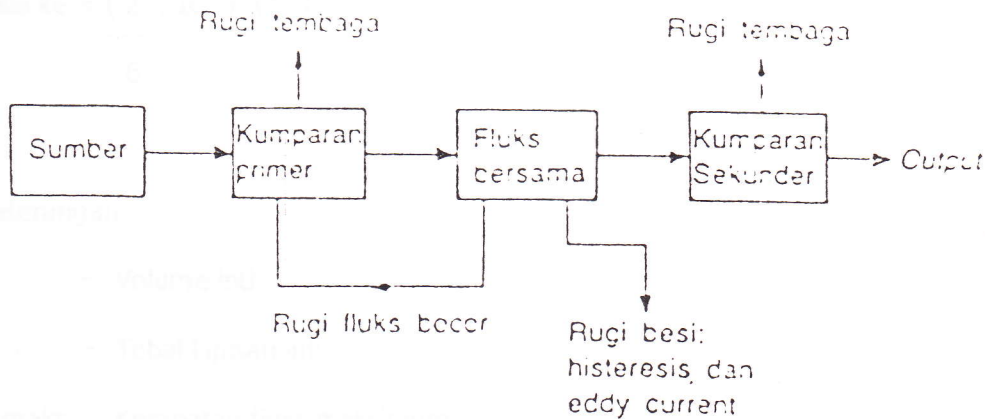 Rugi tembaga
Rugi tembaga
Sumber
Kumparan
primer
Fluks
bersama
Kumparan
Sekunder
Output
Rugi fluks bocor
Rugi besi:
histeresis, dan
eddy current